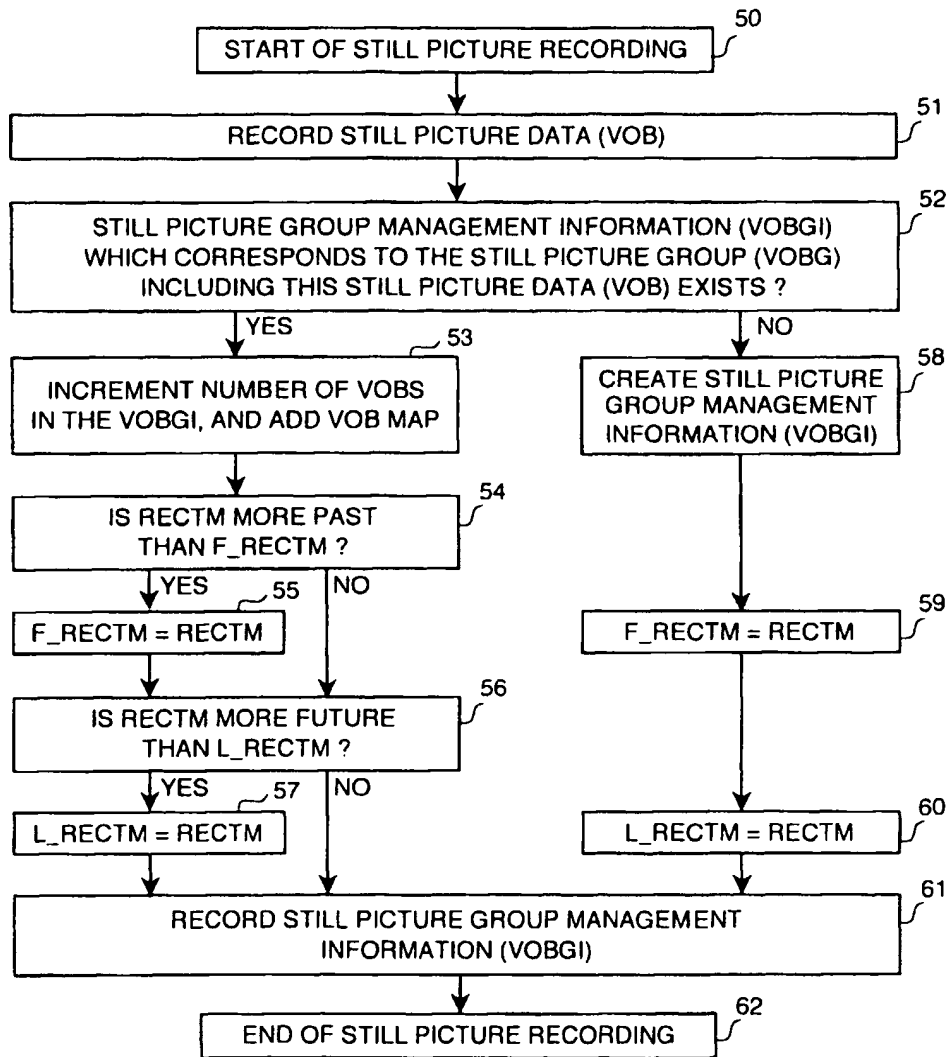 50
START OF STILL PICTURE RECORDING
51
RECORD STILL PICTURE DATA (VOB)
52
STILL PICTURE GROUP MANAGEMENT INFORMATION (VOBGI)
WHICH CORRESPONDS TO THE STILL PICTURE GROUP (VOBG)
INCLUDING THIS STILL PICTURE DATA (VOB) EXISTS ?
YES
NO
53
INCREMENT NUMBER OF VOBS
IN THE VOBGI, AND ADD VOB MAP
58
CREATE STILL PICTURE
GROUP MANAGEMENT
INFORMATION (VOBGI)
54
IS RECTM MORE PAST
THAN F_RECTM ?
YES
NO
55
F_RECTM = RECTM
59
F_RECTM = RECTM
56
IS RECTM MORE FUTURE
THAN L_RECTM ?
YES
NO
57
L_RECTM = RECTM
60
L_RECTM = RECTM
61
RECORD STILL PICTURE GROUP MANAGEMENT
INFORMATION (VOBGI)
62
END OF STILL PICTURE RECORDING